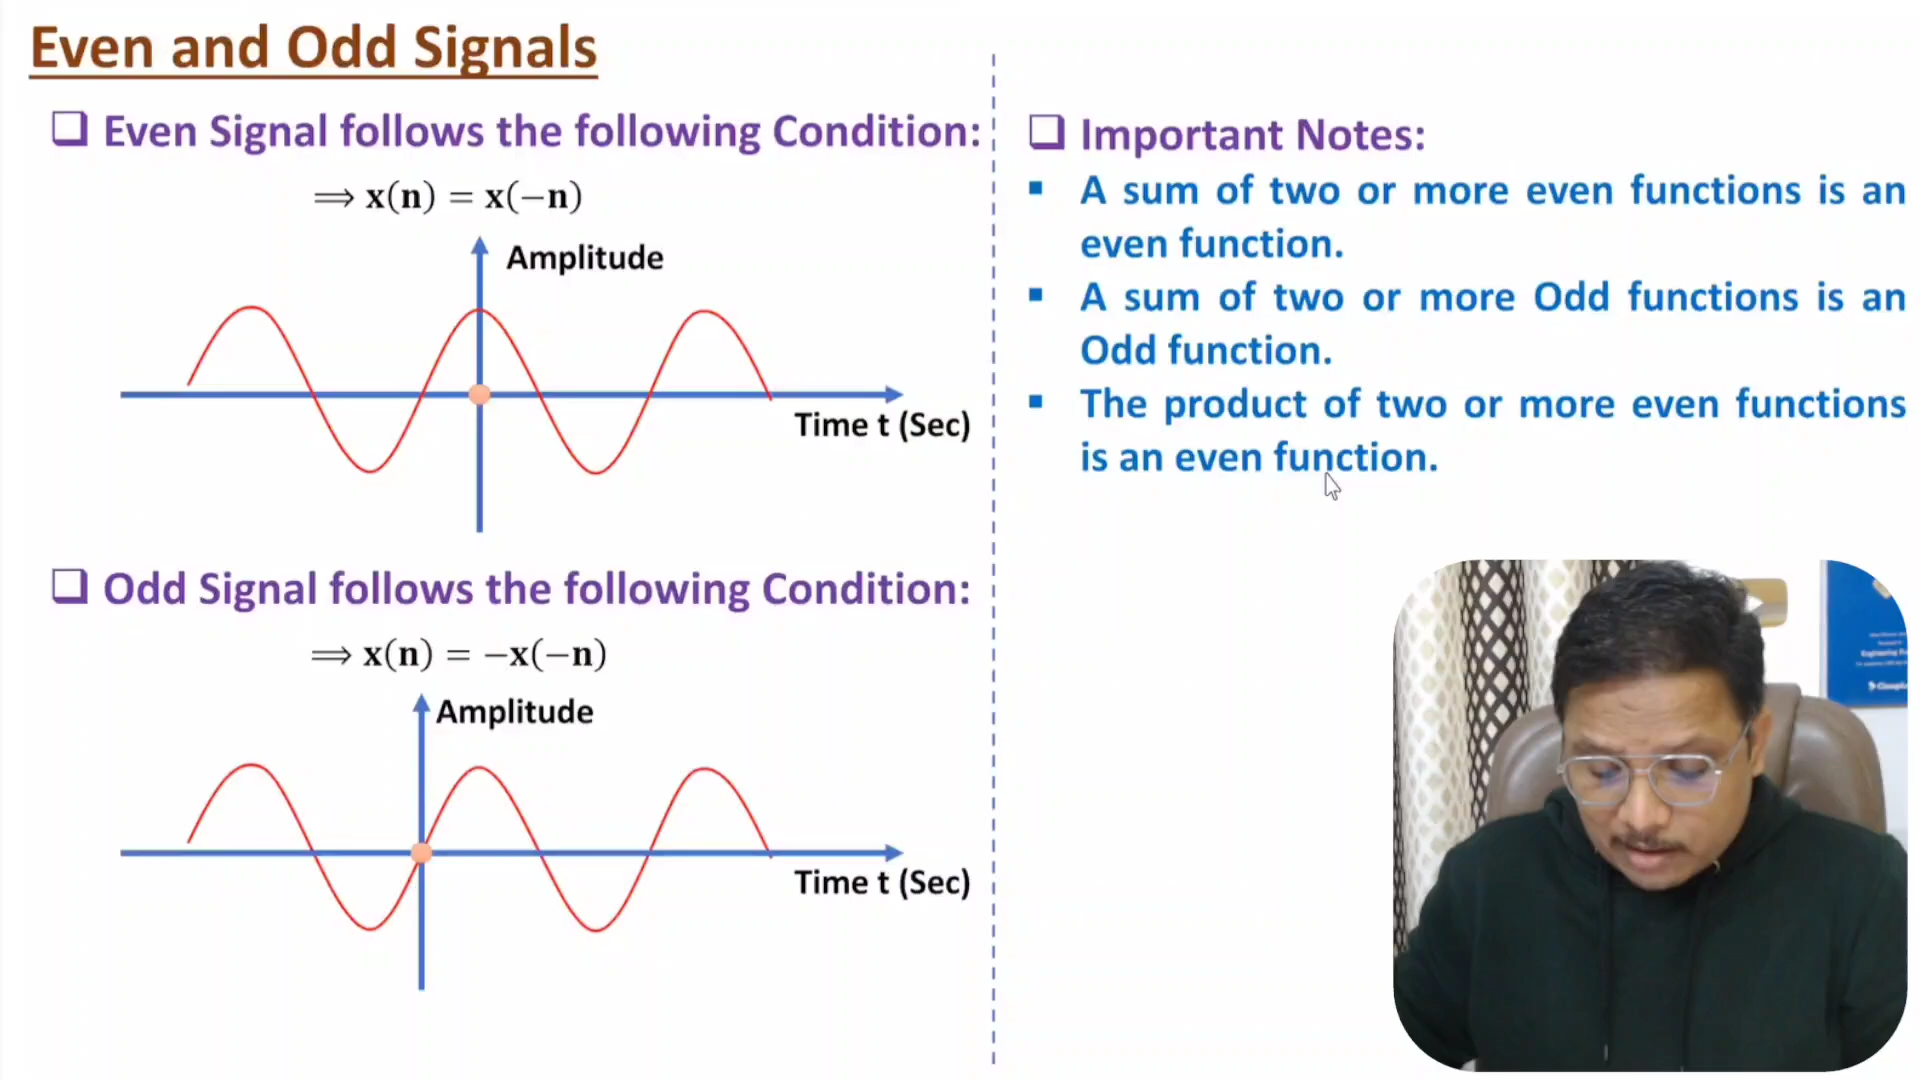 Even and Odd Signals
❑ Even Signal follows the following Condition:
⟹ x(n) = x(−n)
Amplitude
Time t (Sec)
❑ Odd Signal follows the following Condition:
⟹ x(n) = −x(−n)
Amplitude
Time t (Sec)
❑ Important Notes:
▪ A sum of two or more even functions is an
even function.
▪ A sum of two or more Odd functions is an
Odd function.
▪ The product of two or more even functions
is an even function.